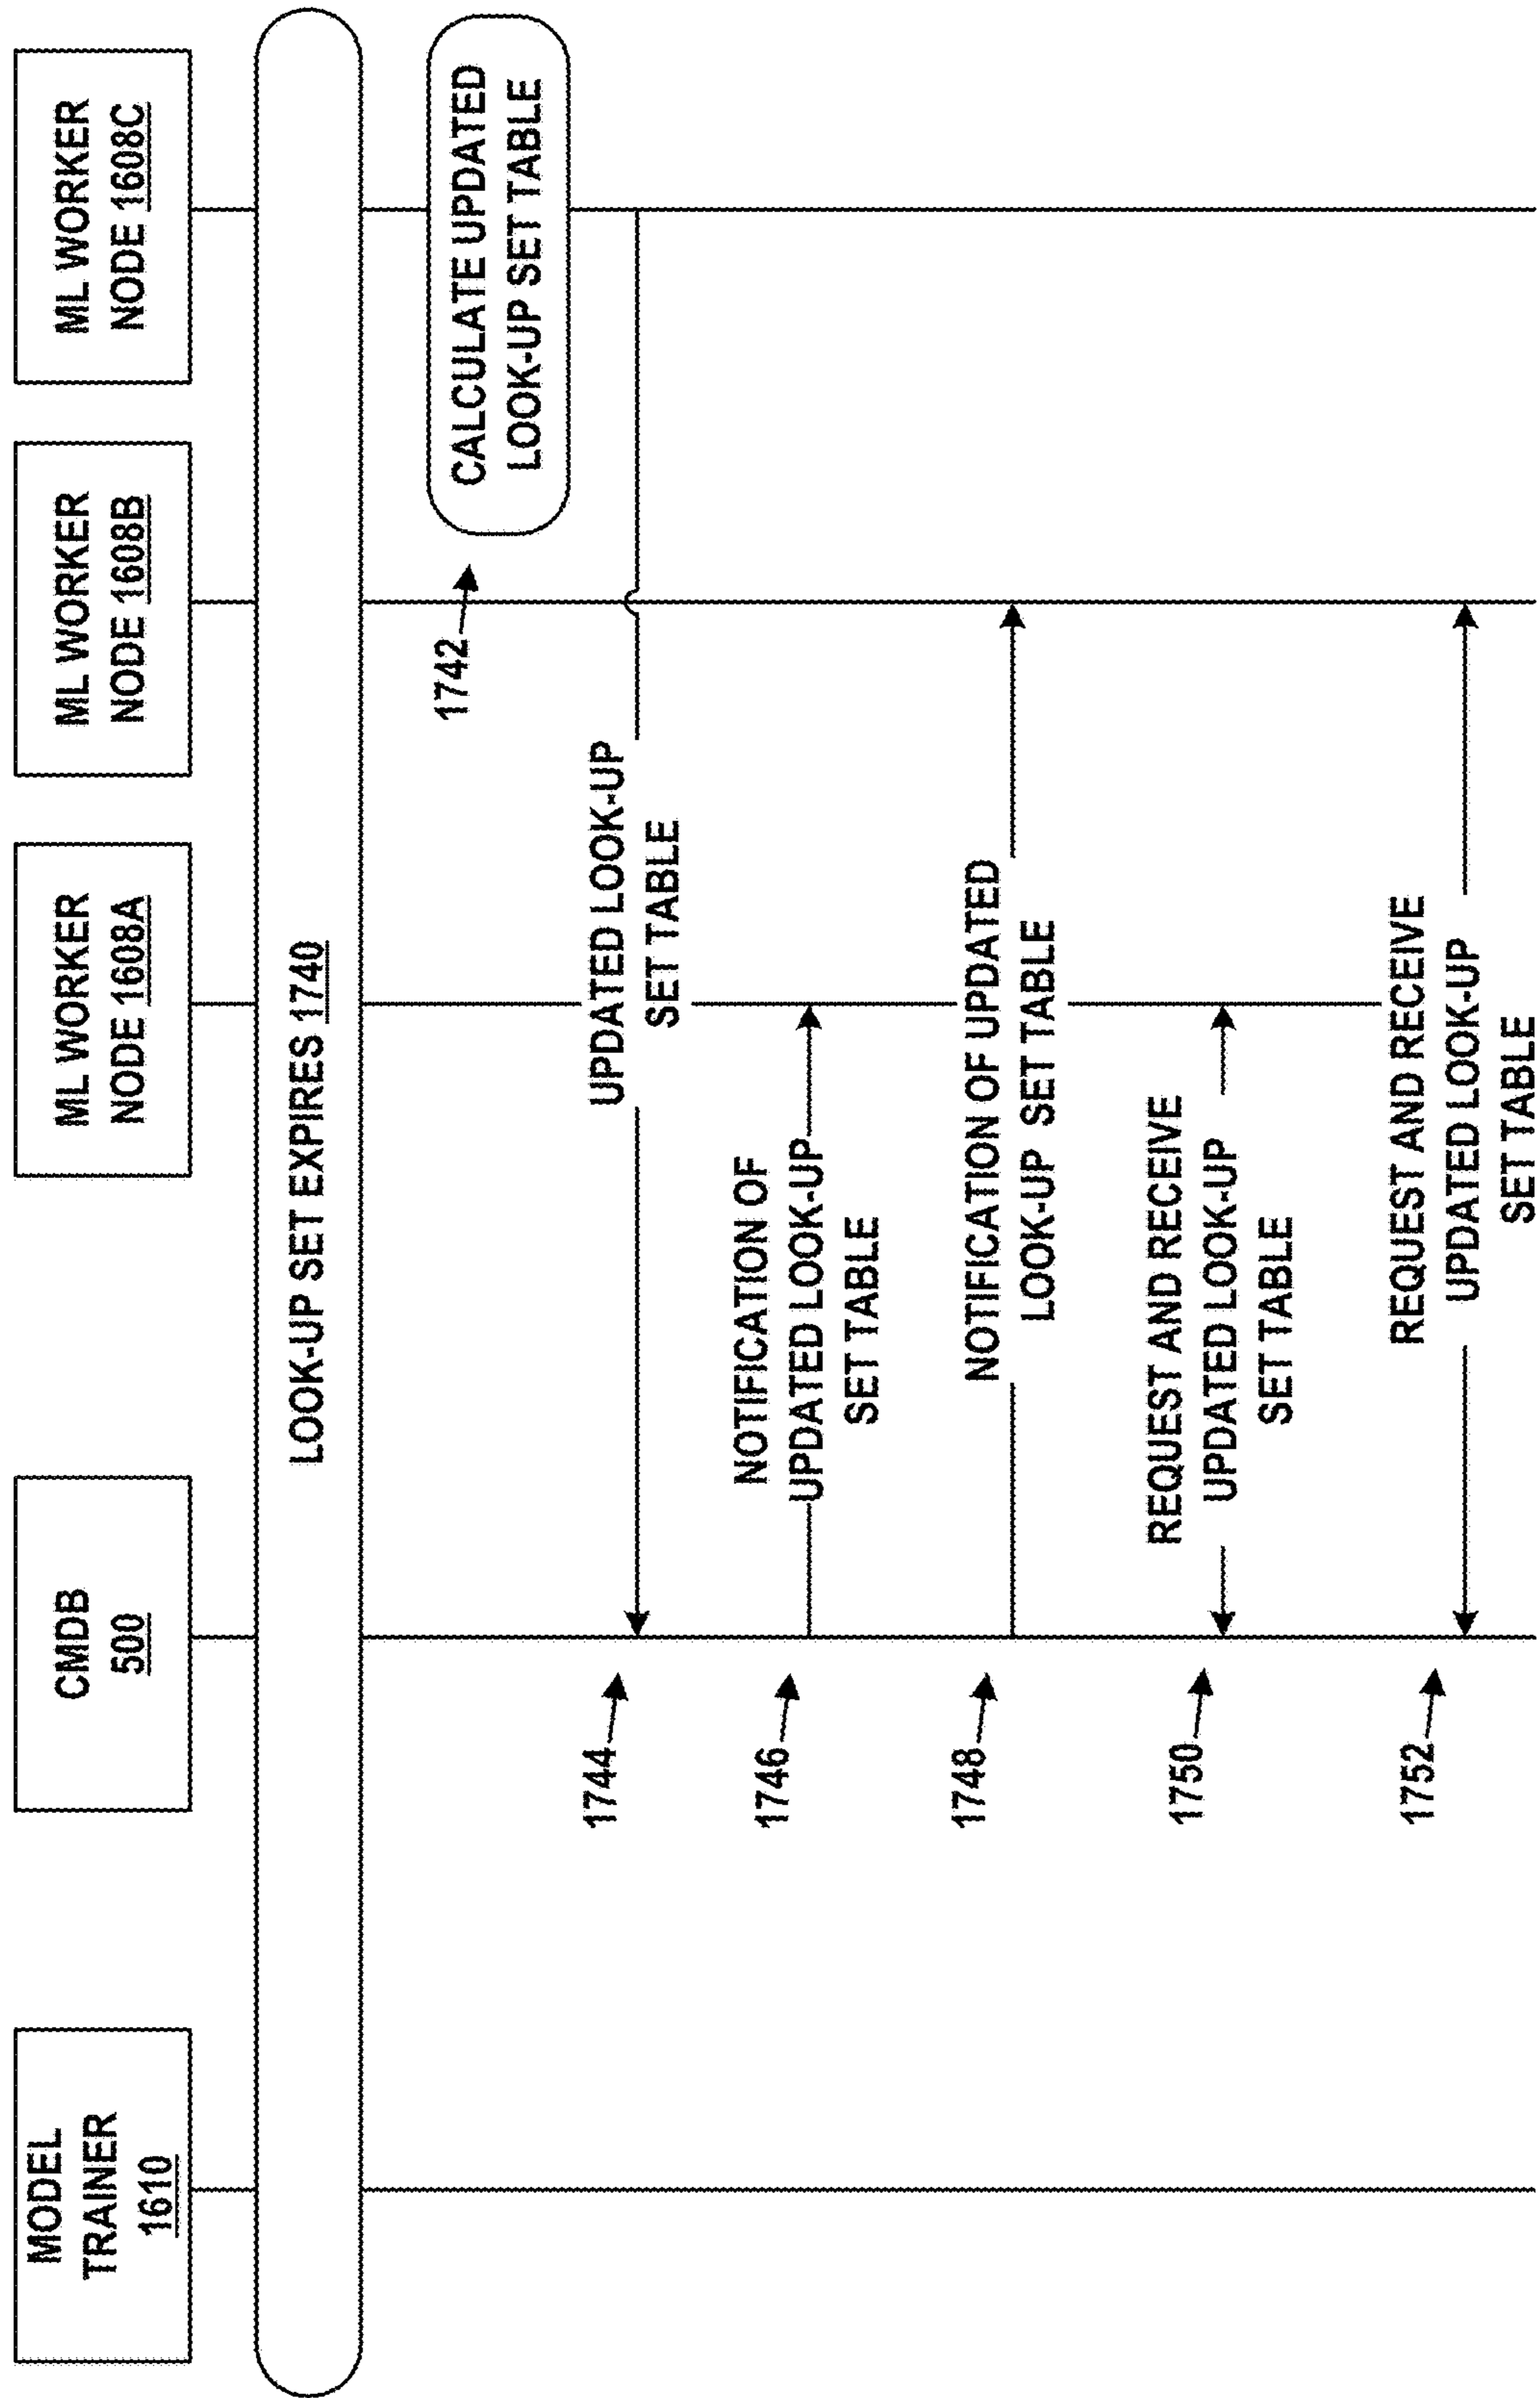 MODEL
TRAINER
1610
CMDB
500
ML WORKER
NODE 1608A
ML WORKER
NODE 1608B
ML WORKER
NODE 1608C
LOOK-UP SET EXPIRES 1740
1742
CALCULATE UPDATED
LOOK-UP SET TABLE
1744
UPDATED LOOK-UP
SET TABLE
1746
NOTIFICATION OF
UPDATED LOOK-UP
SET TABLE
1748
NOTIFICATION OF UPDATED
LOOK-UP SET TABLE
1750
REQUEST AND RECEIVE
UPDATED LOOK-UP
SET TABLE
1752
REQUEST AND RECEIVE
UPDATED LOOK-UP
SET TABLE